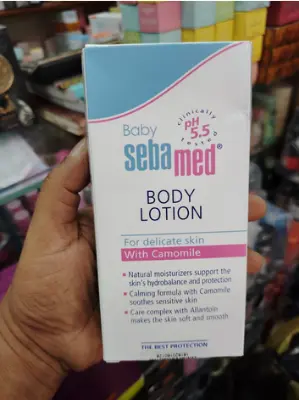 Baby
sebamed®
clinically
pH 5.5
tested
BODY
LOTION
For delicate skin
With Camomile
• Natural moisturizers support the
skin's hydrobalance and protection
• Calming formula with Camomile
soothes sensitive skin
• Care complex with Allantoin
makes the skin soft and smooth
THE BEST PROTECTION